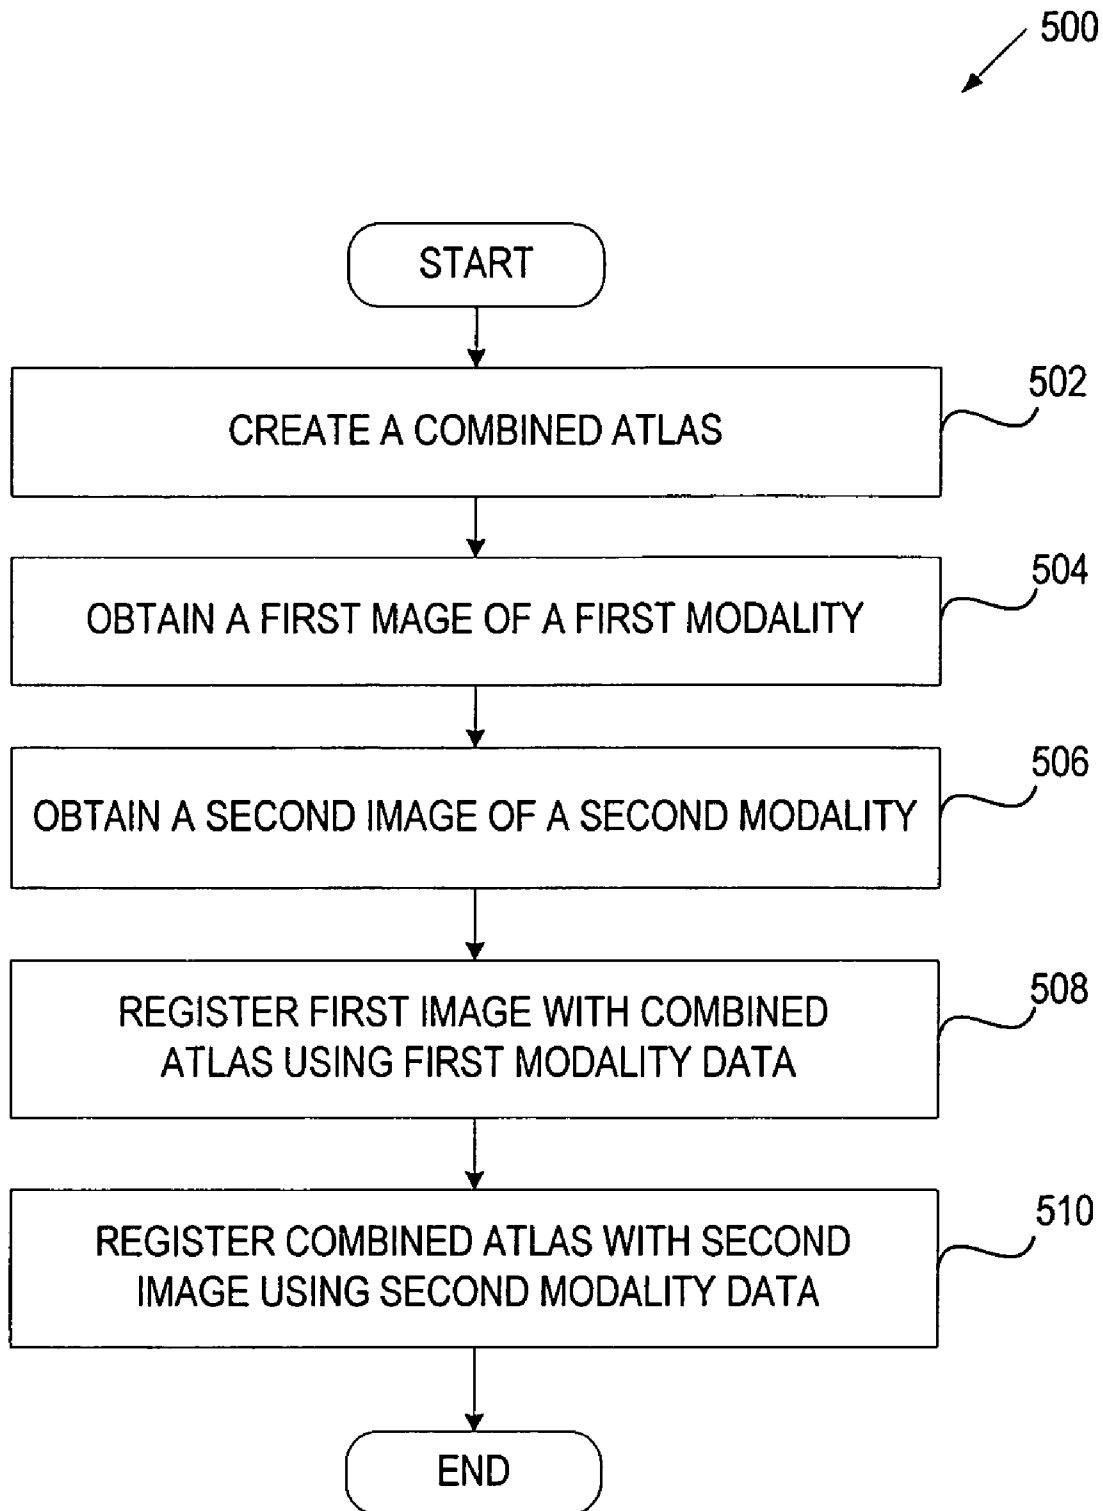 500
START
CREATE A COMBINED ATLAS
502
OBTAIN A FIRST MAGE OF A FIRST MODALITY
504
OBTAIN A SECOND IMAGE OF A SECOND MODALITY
506
REGISTER FIRST IMAGE WITH COMBINED
ATLAS USING FIRST MODALITY DATA
508
REGISTER COMBINED ATLAS WITH SECOND
IMAGE USING SECOND MODALITY DATA
510
END